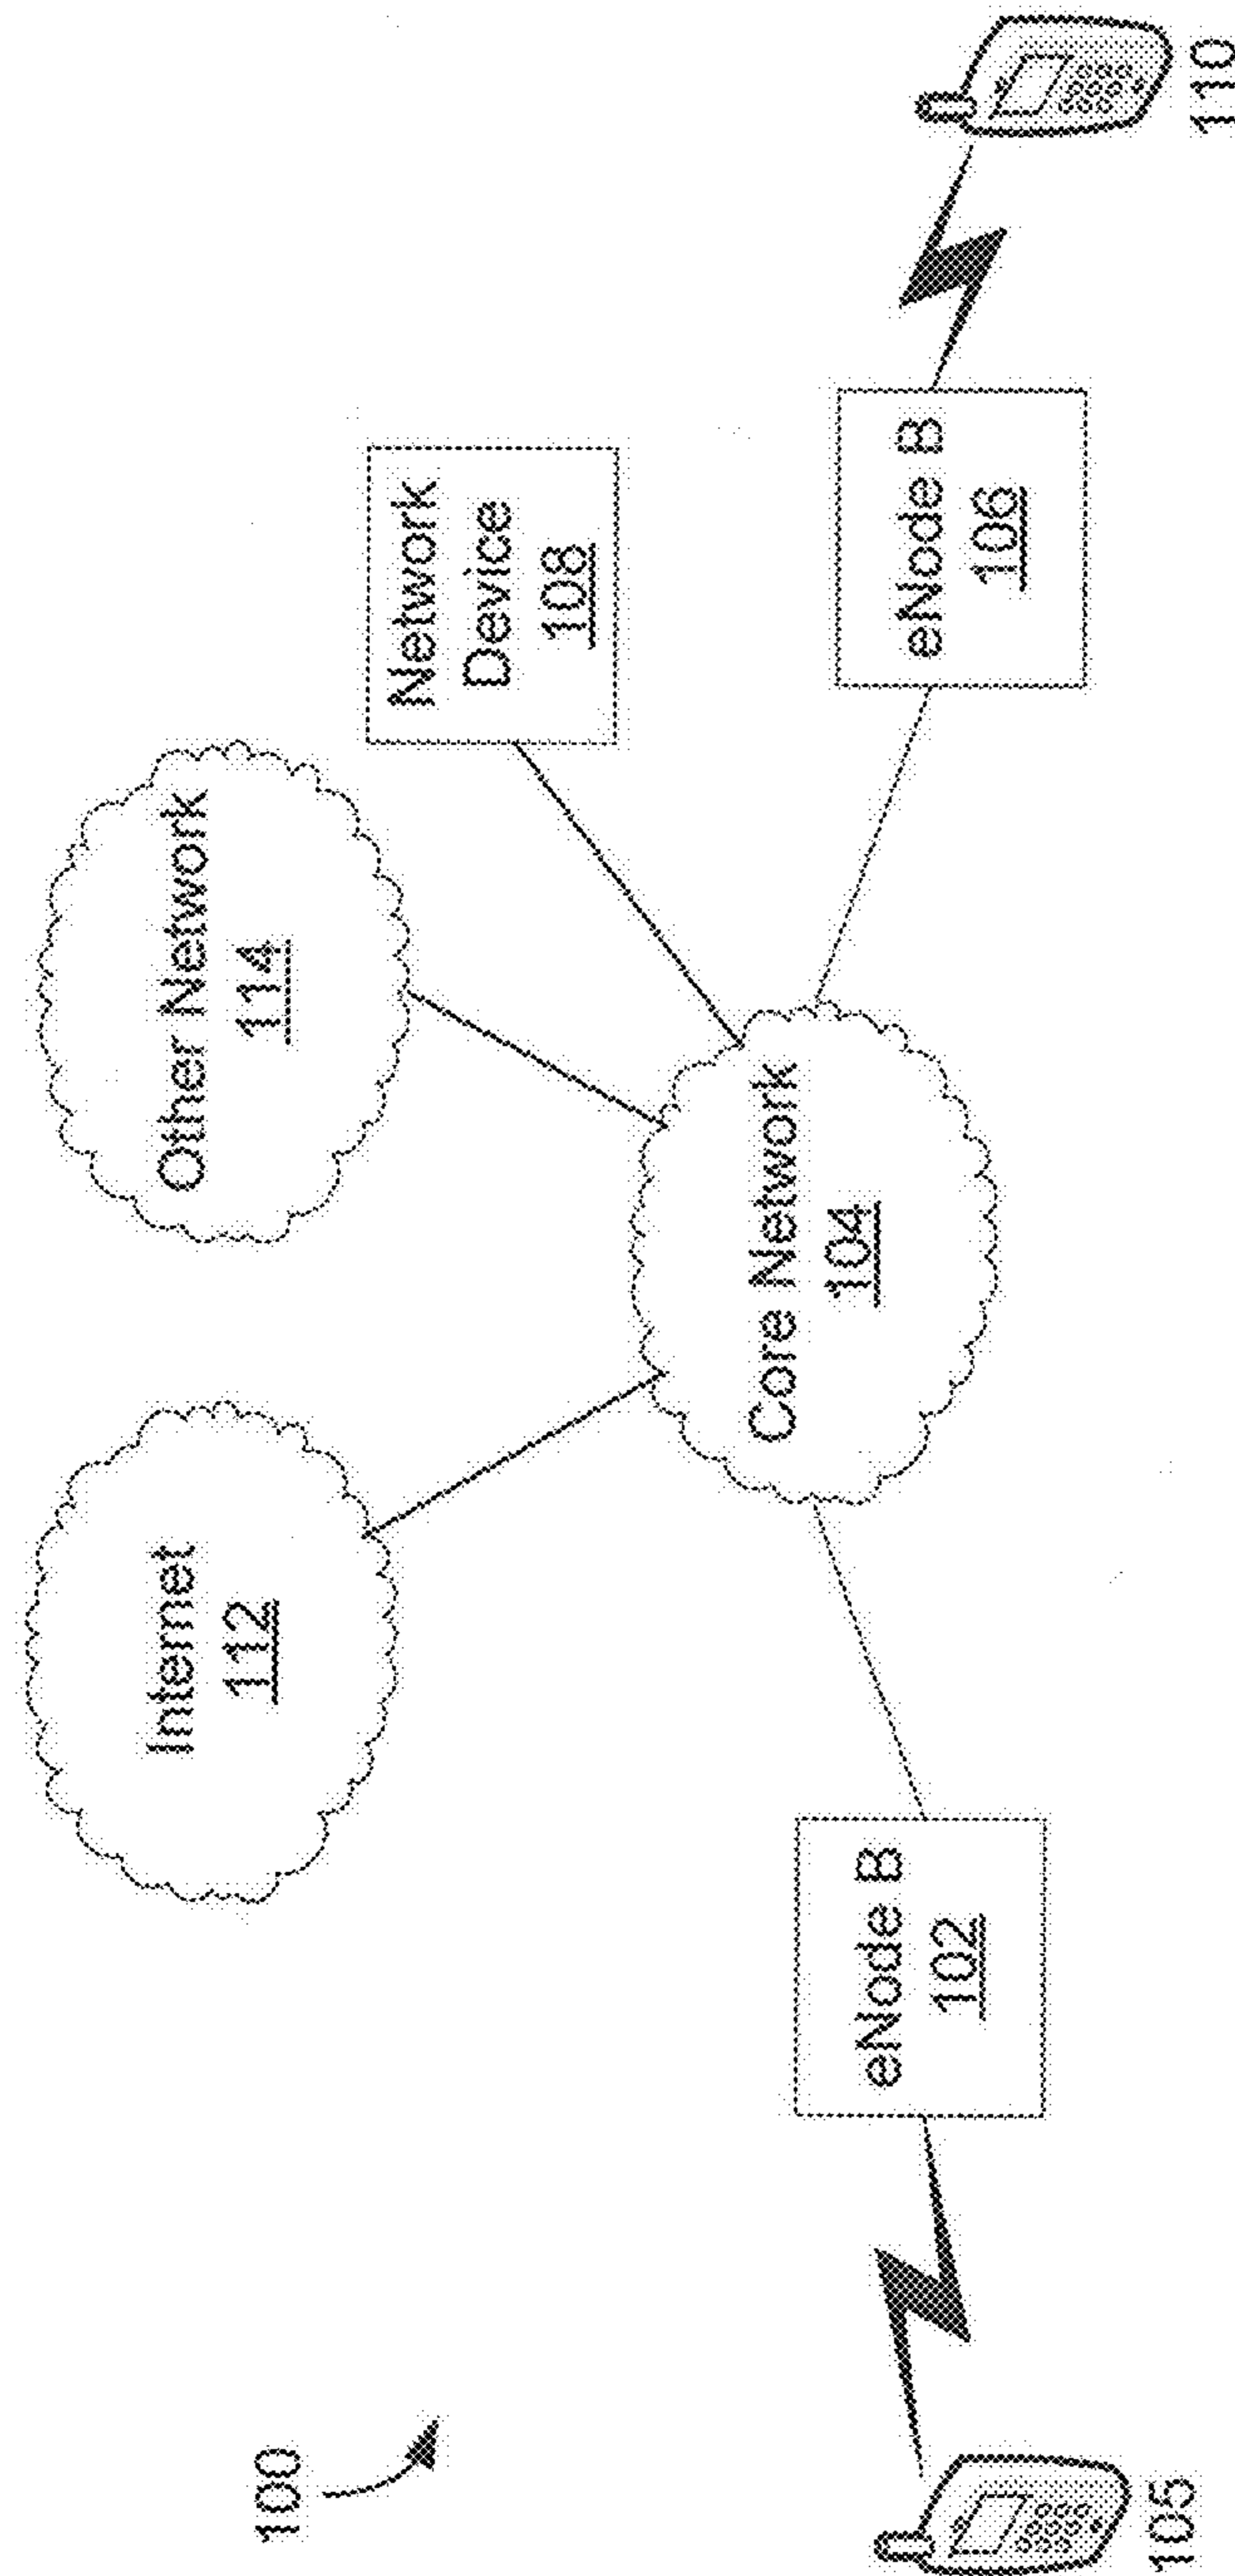 100
Internet
112
Other Network
114
Network
Device
108
Core Network
104
eNode B
102
eNode B
106
105
110